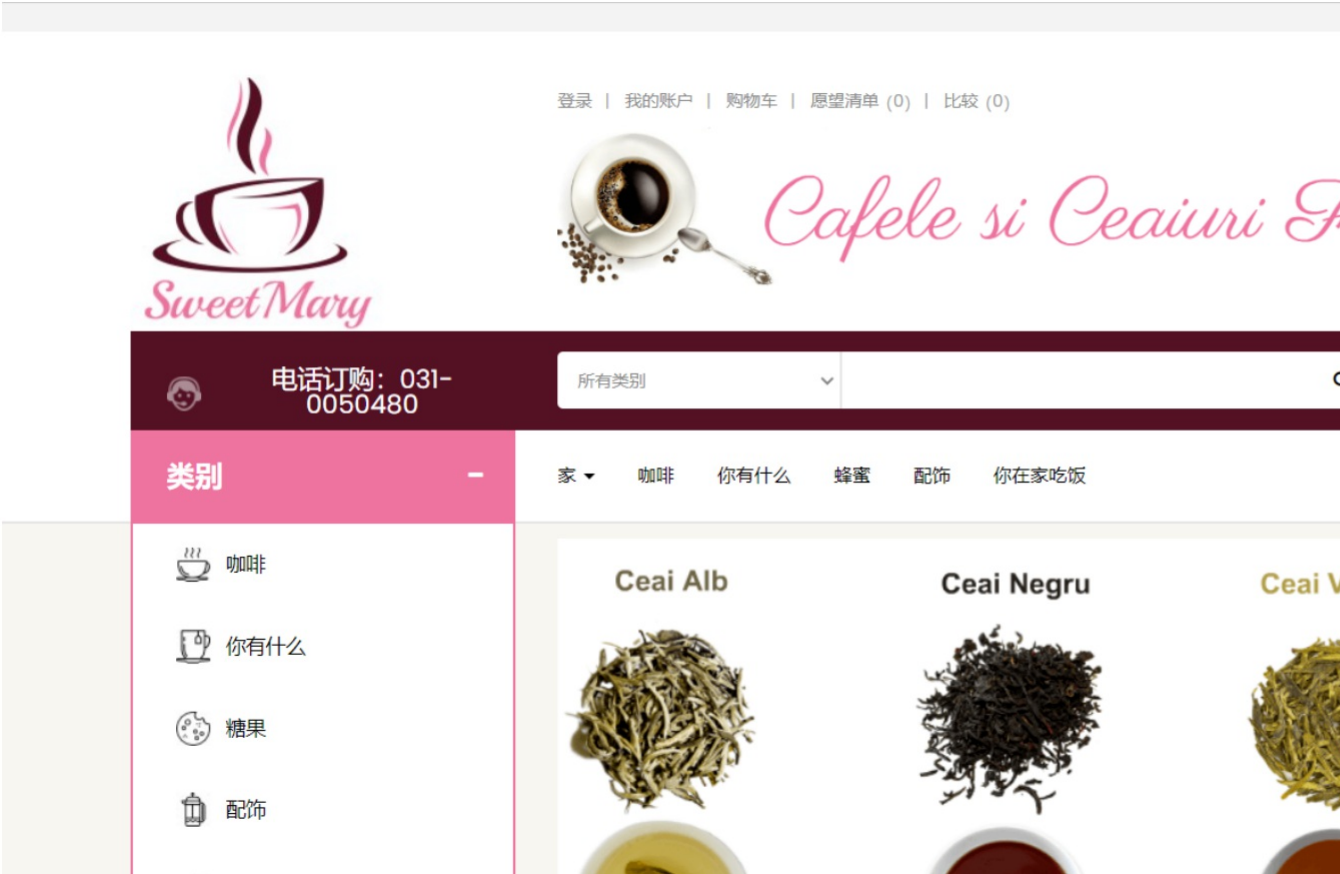 登录 | 我的账户 | 购物车 | 愿望清单 (0) | 比较 (0)
Cafele si Ceaiuri
SweetMary
电话订购：031-
0050480
所有类别
类别
家 咖啡 你有什么 蜂蜜 配饰 你在家吃饭
咖啡
你有什么
糖果
配饰
Ceai Alb Ceai Negru Ceai